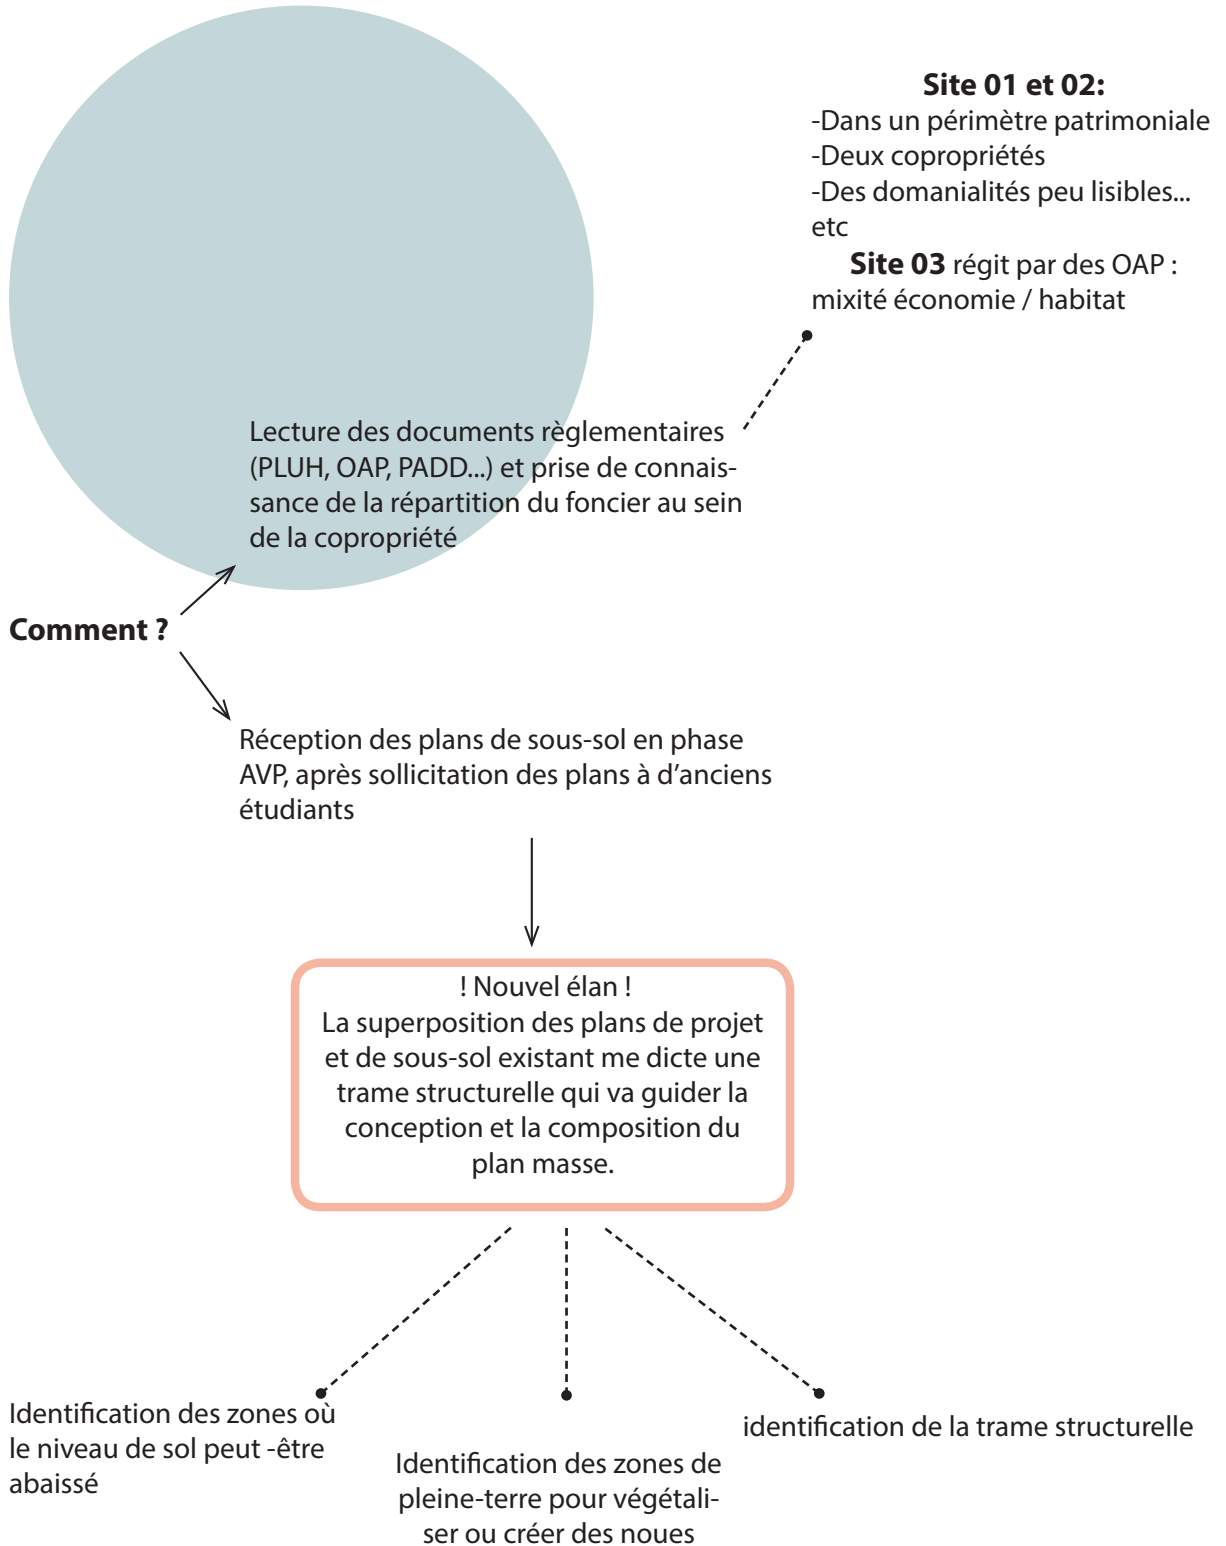 Site 01 et 02:
-Dans un périmètre patrimoniale
-Deux copropriétés
-Des domanialités peu lisibles...
etc
Site 03 régit par des OAP :
mixité économie / habitat
Lecture des documents règlementaires
(PLUH, OAP, PADD...) et prise de connais-
sance de la répartition du foncier au sein
de la copropriété
Comment ?
Réception des plans de sous-sol en phase
AVP, après sollicitation des plans à d'anciens
étudiants
! Nouvel élan !
La superposition des plans de projet
et de sous-sol existant me dicte une
trame structurelle qui va guider la
conception et la composition du
plan masse.
Identification des zones où
le niveau de sol peut -être
abaissé
Identification des zones de
pleine-terre pour végétali-
ser ou créer des noues
identification de la trame structurelle